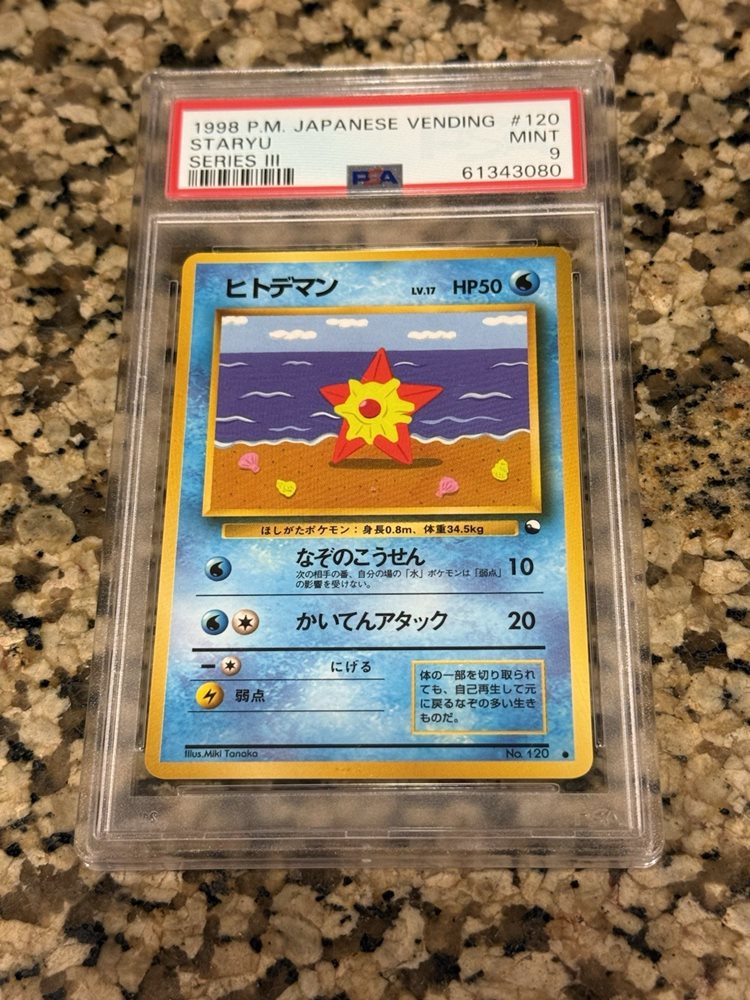 1998 P.M. JAPANESE VENDING #120
STARYU MINT
SERIES III 9
PSA 61343080
ヒトデマン LV.17 HP50
ほしがたポケモン：身長0.8m、体重34.5kg
なぞのこうせん 10
次の相手の番、自分の場の「水」ポケモンは「弱点」
の影響を受けない。
かいてんアタック 20
にげる
弱点
体の一部を切り取られ
ても、自己再生して元
に戻るなぞの多い生き
ものだ。
Illus.Miki Tanaka No. 120